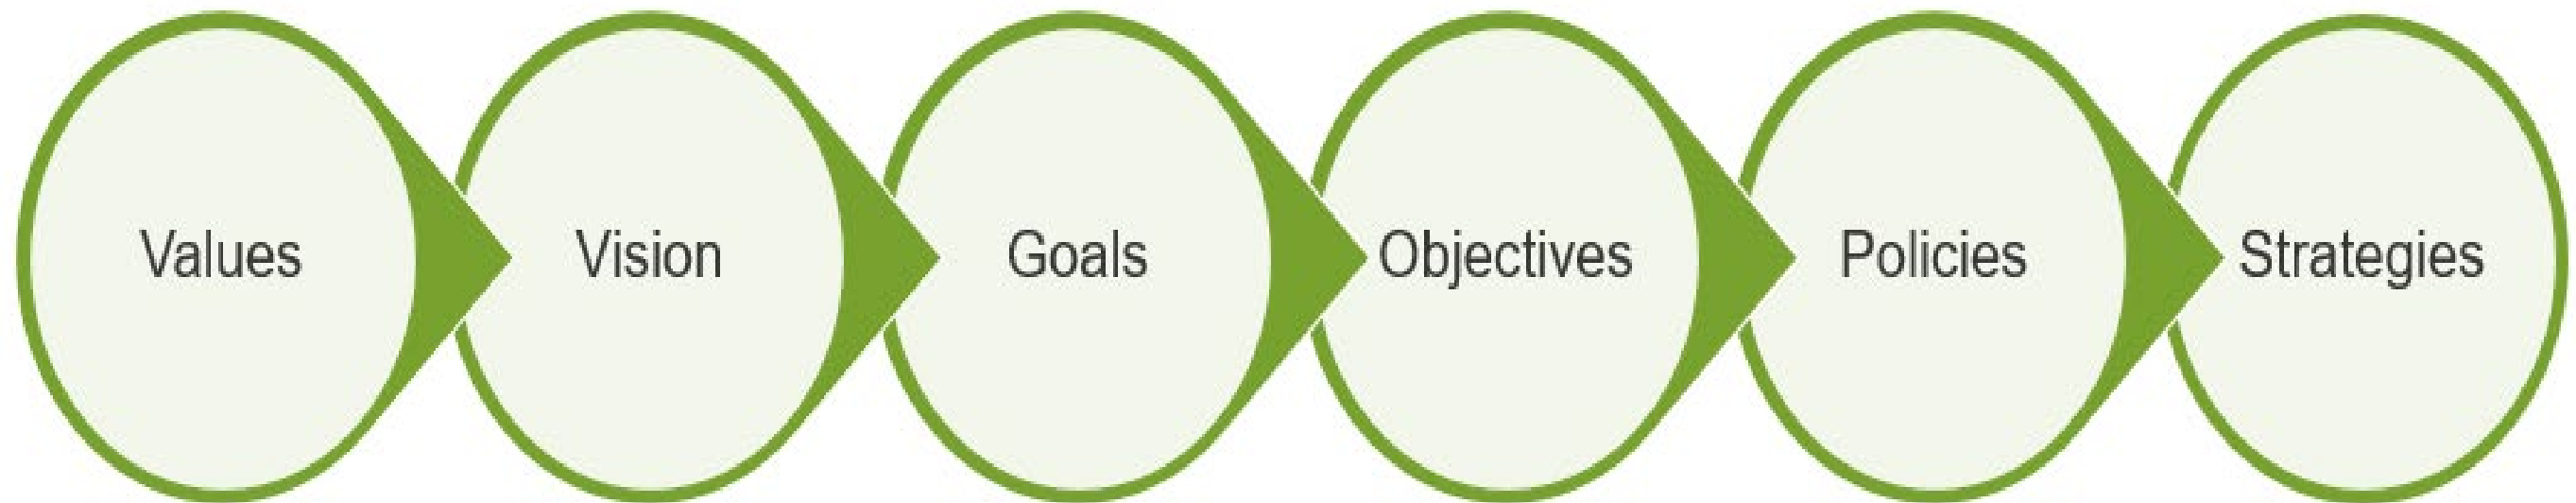 Values
Vision
Goals
Objectives
Policies
Strategies